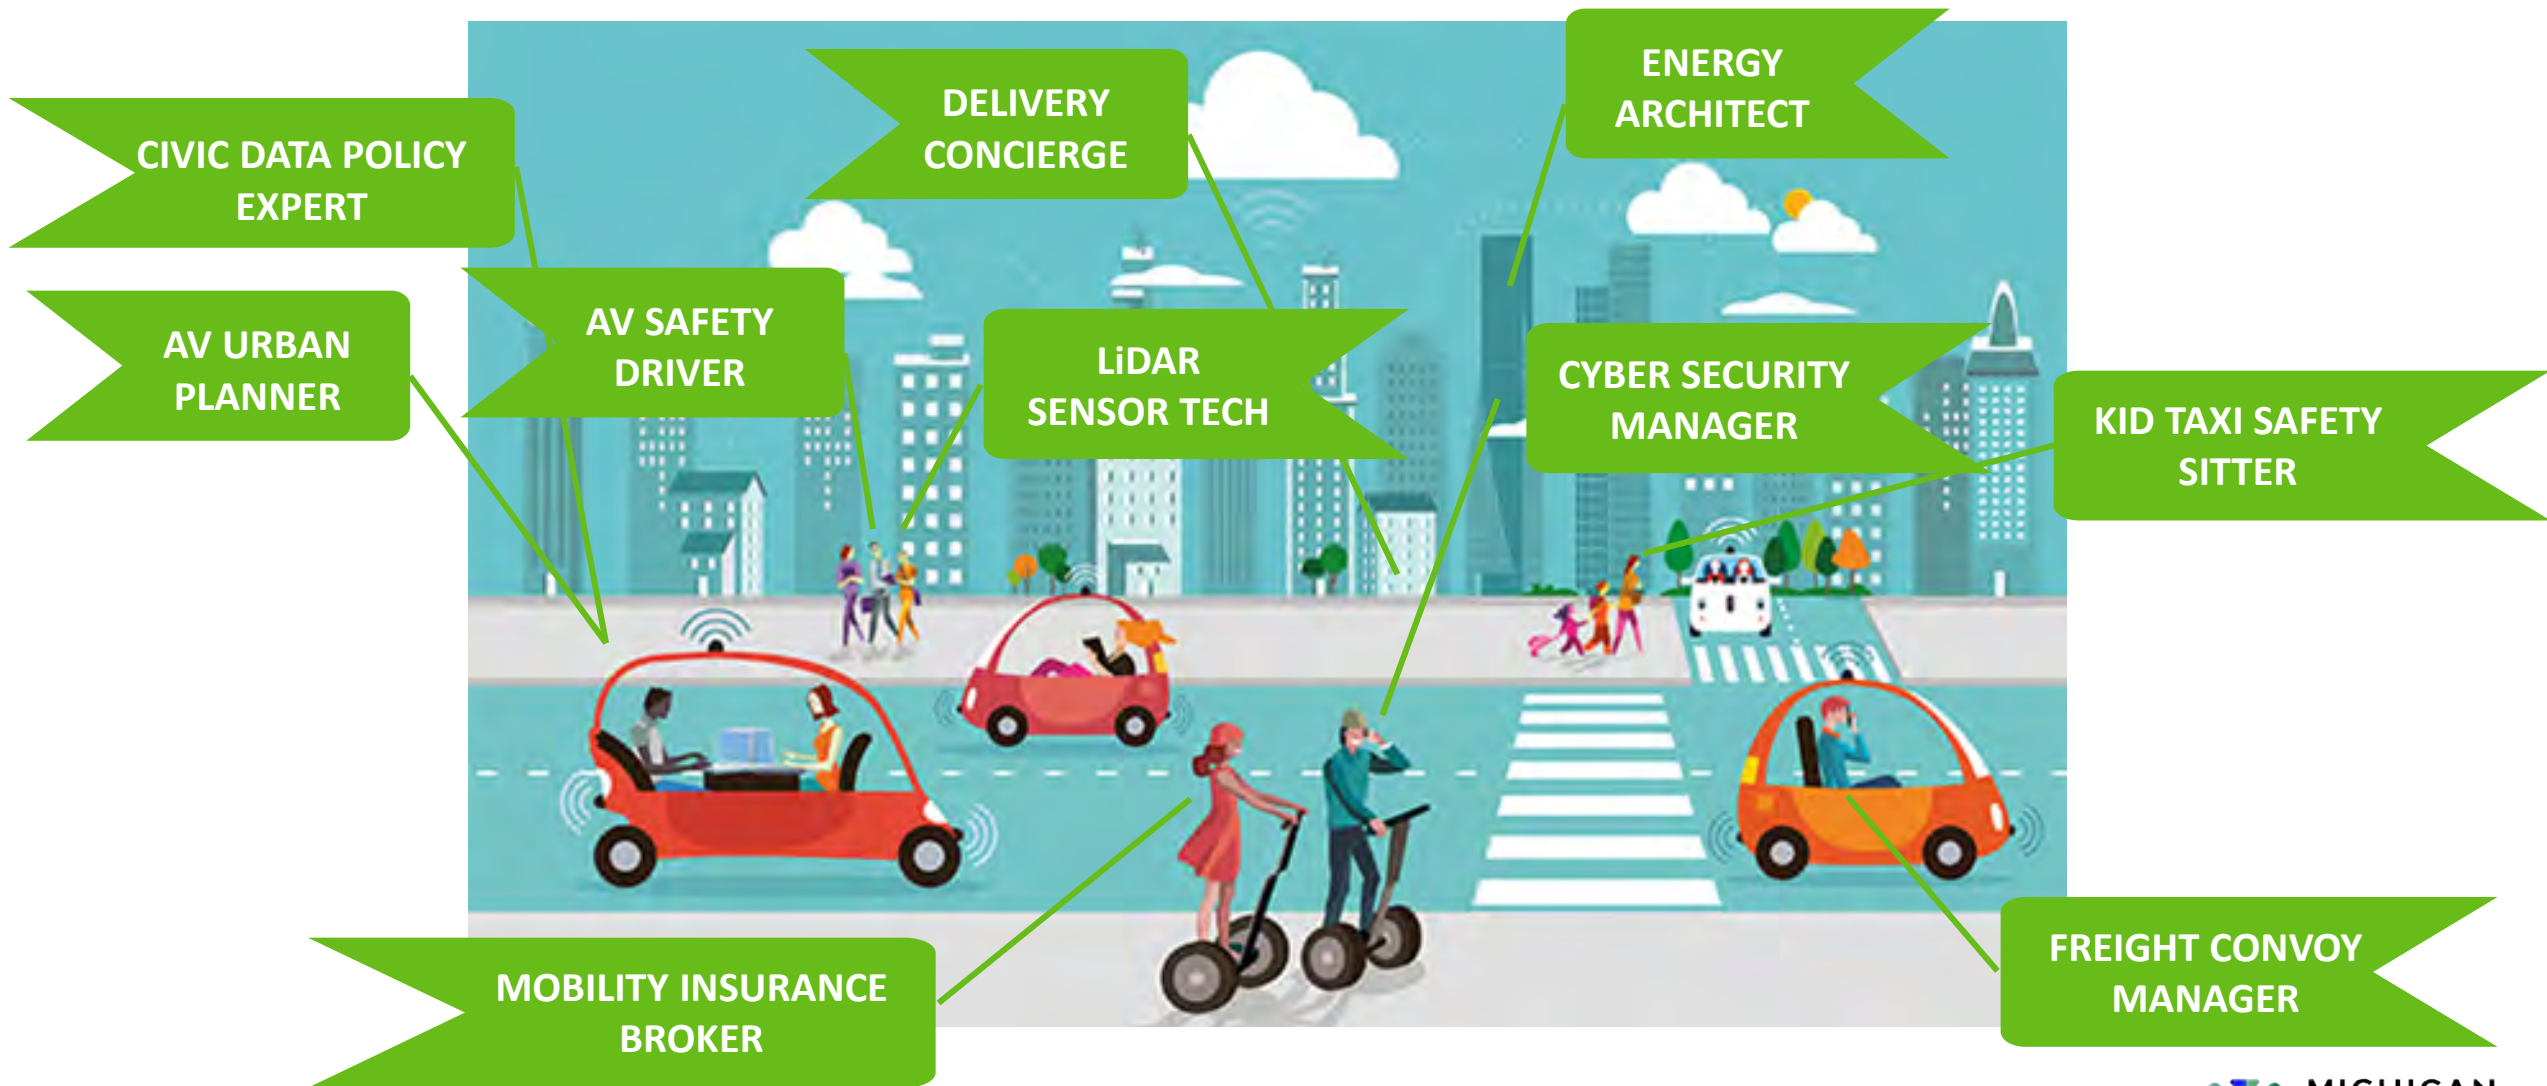 ENERGY
ARCHITECT
DELIVERY
CONCIERGE
CIVIC DATA POLICY
EXPERT
AV SAFETY
DRIVER
AV URBAN
PLANNER
LiDAR
SENSOR TECH
CYBER SECURITY
MANAGER
KID TAXI SAFETY
SITTER
MOBILITY INSURANCE
BROKER
FREIGHT CONVOY
MANAGER
MICHIGAN